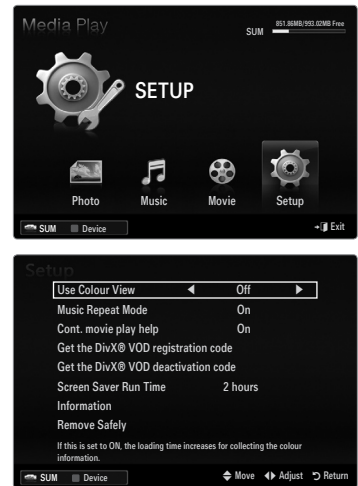 Media Play
SUM 851.86MB/993.02MB Free
SETUP
Photo Music Movie Setup
SUM Device Exit
Setup
Use Colour View ◄ Off ►
Music Repeat Mode On
Cont. movie play help On
Get the DivX® VOD registration code
Get the DivX® VOD deactivation code
Screen Saver Run Time 2 hours
Information
Remove Safely
If this is set to ON, the loading time increases for collecting the colour
information.
SUM Device Move Adjust Return